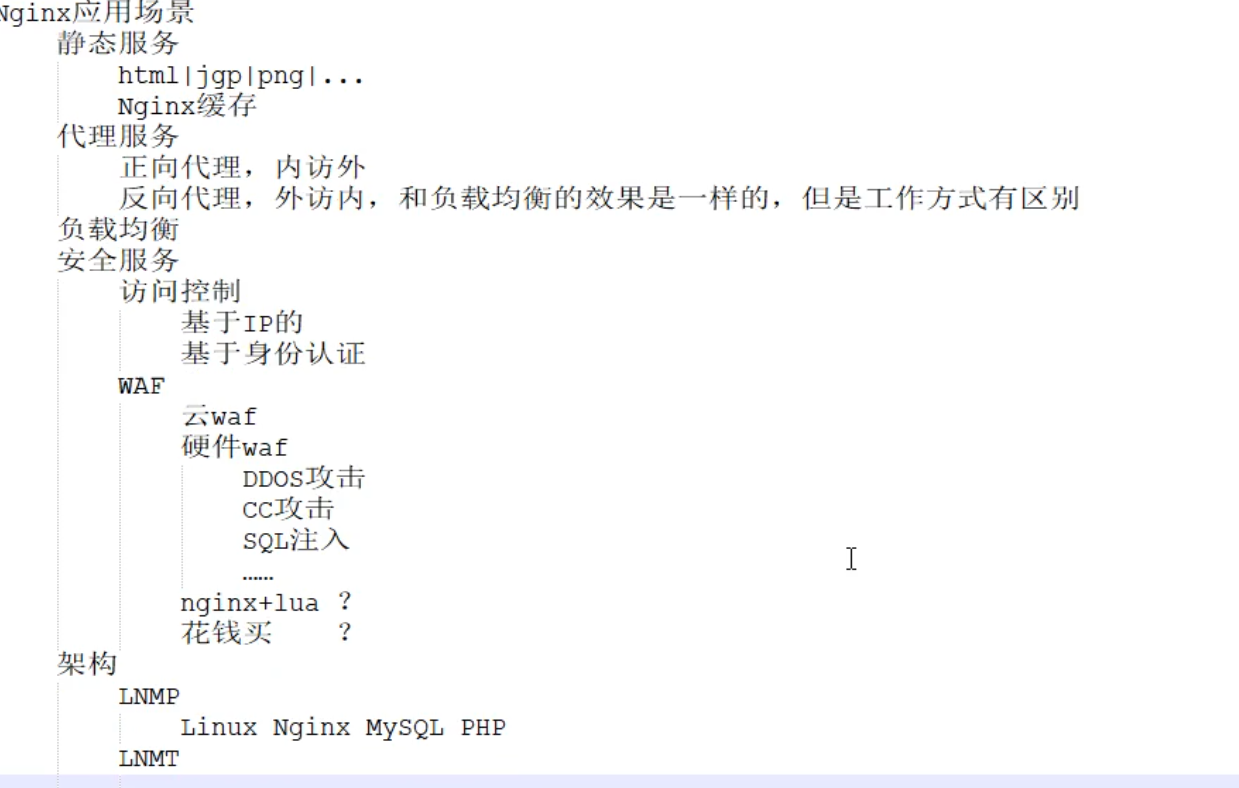 Nginx应用场景
静态服务
html|jgp|png|...
Nginx缓存
代理服务
正向代理，内访外
反向代理，外访内，和负载均衡的效果是一样的，但是工作方式有区别
负载均衡
安全服务
访问控制
基于IP的
基于身份认证
WAF
云waf
硬件waf
DDOS攻击
CC攻击
SQL注入
……
nginx+lua ？
花钱买 ？
架构
LNMP
Linux Nginx MySQL PHP
LNMT